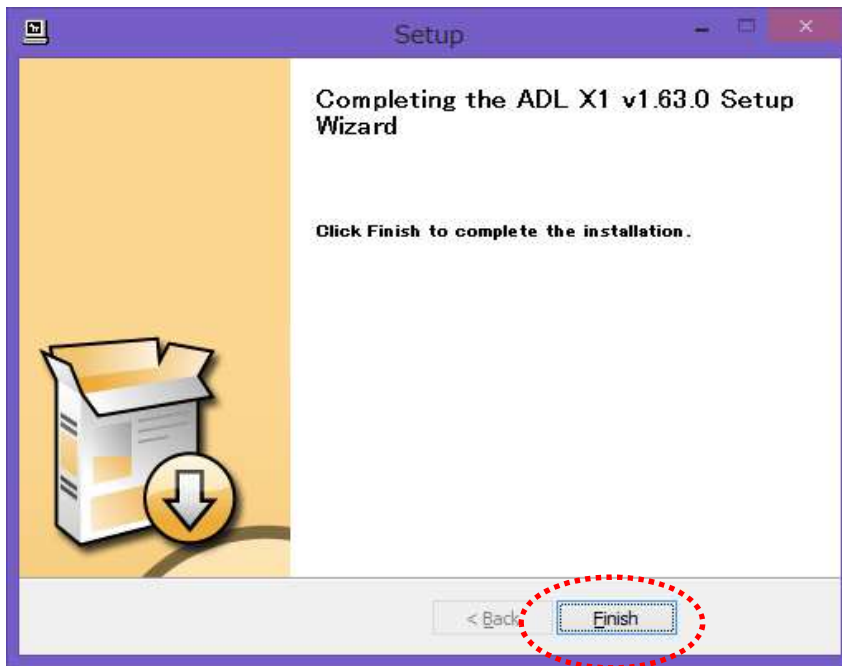 Setup
Completing the ADL X1 v1.63.0 Setup
Wizard
Click Finish to complete the installation.
< Back
Finish